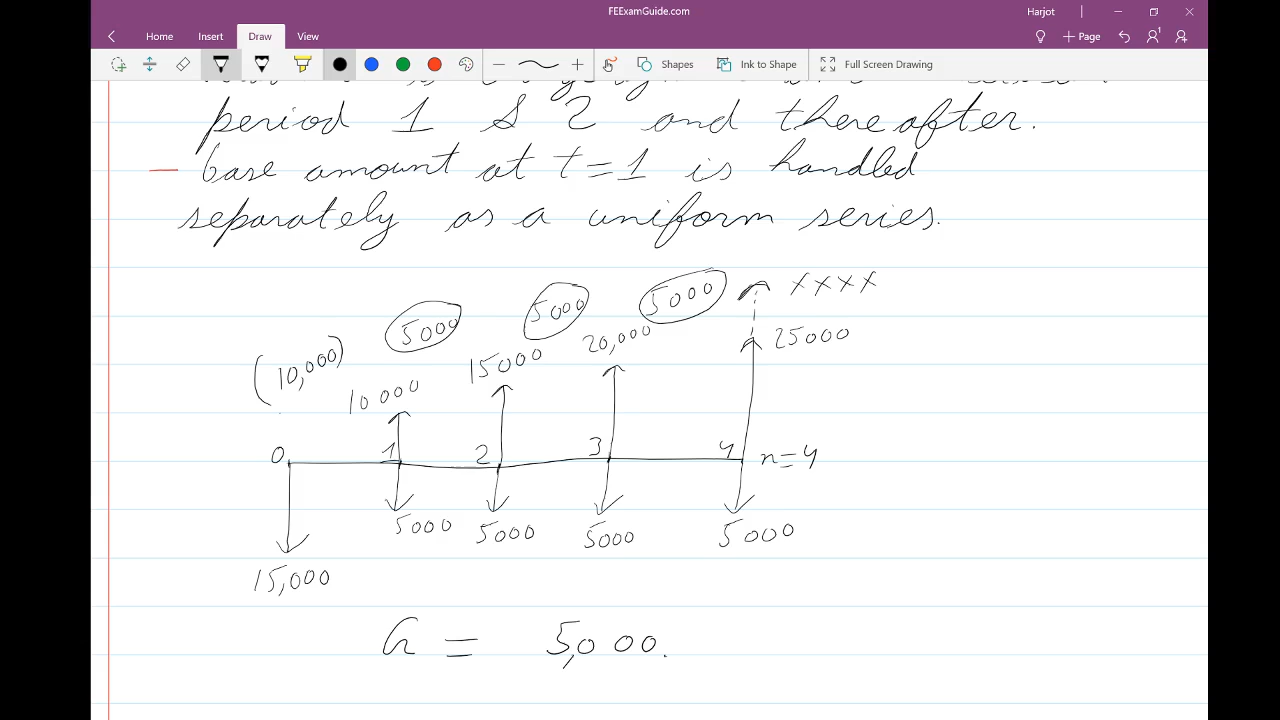 FEExamGuide.com
Harjot
Home Insert Draw View
Page
Shapes Ink to Shape Full Screen Drawing
period 1 & 2 and thereafter.
— base amount at t=1 is handled
separately as a uniform series.
5000 5000 5000 XXXX
(10,000) 10000 15000 20,000 25000
0 1 2 3 4 n=4
5000 5000 5000 5000
15,000
G = 5,000.